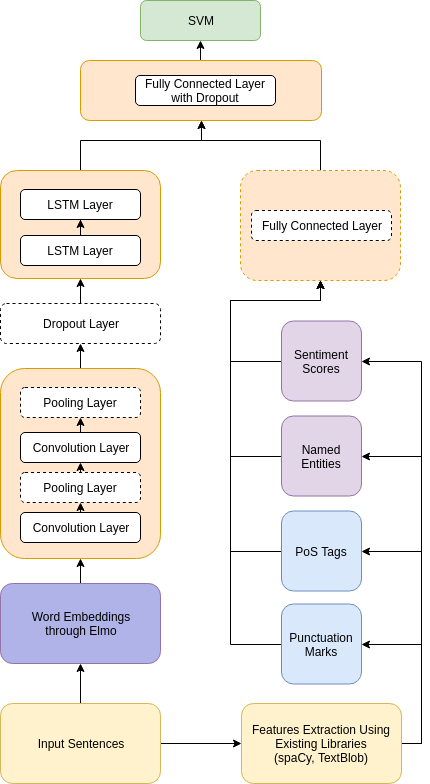 SVM
Fully Connected Layer
with Dropout
LSTM Layer
LSTM Layer
Fully Connected Layer
Dropout Layer
Sentiment
Scores
Pooling Layer
Convolution Layer
Pooling Layer
Convolution Layer
Named
Entities
PoS Tags
Word Embeddings
through Elmo
Punctuation
Marks
Input Sentences
Features Extraction Using
Existing Libraries
(spaCy, TextBlob)